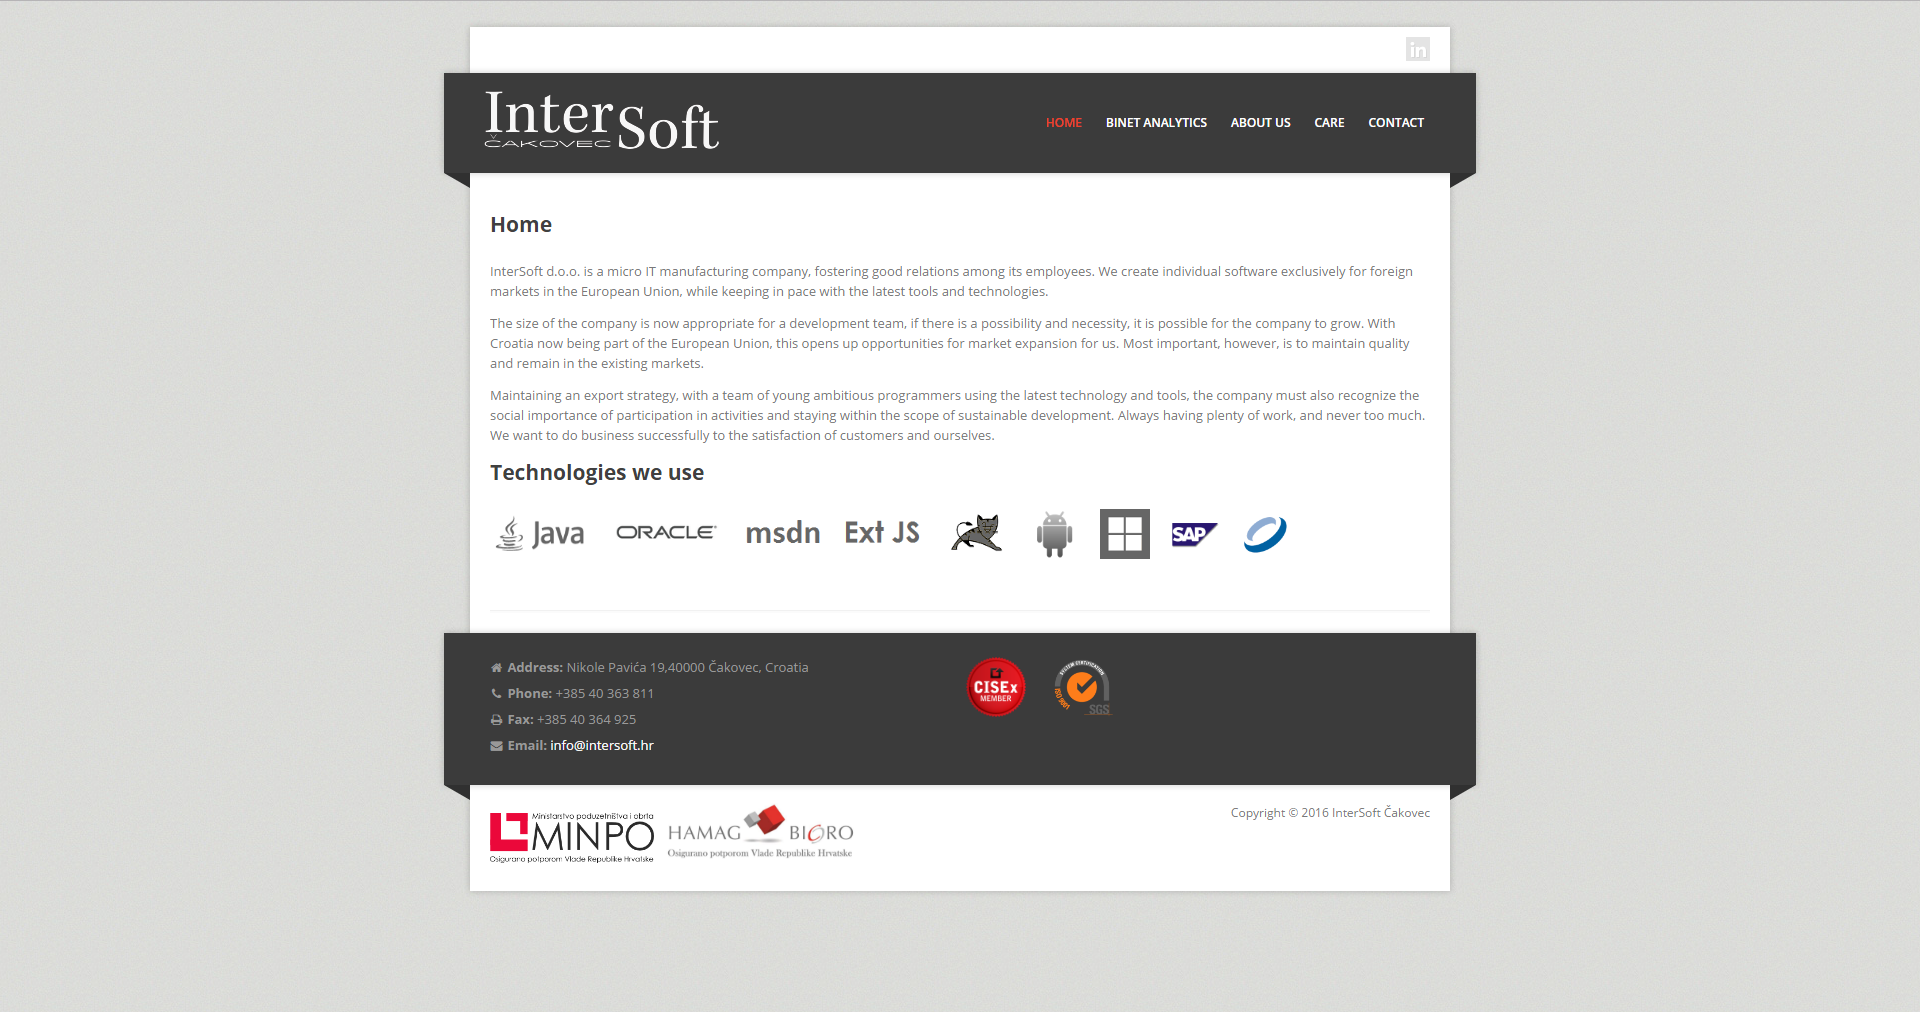 in
InterSoft
ČAKOVEC
HOME BINET ANALYTICS ABOUT US CARE CONTACT
Home
InterSoft d.o.o. is a micro IT manufacturing company, fostering good relations among its employees. We create individual software exclusively for foreign
markets in the European Union, while keeping in pace with the latest tools and technologies.
The size of the company is now appropriate for a development team, if there is a possibility and necessity, it is possible for the company to grow. With
Croatia now being part of the European Union, this opens up opportunities for market expansion for us. Most important, however, is to maintain quality
and remain in the existing markets.
Maintaining an export strategy, with a team of young ambitious programmers using the latest technology and tools, the company must also recognize the
social importance of participation in activities and staying within the scope of sustainable development. Always having plenty of work, and never too much.
We want to do business successfully to the satisfaction of customers and ourselves.
Technologies we use
Java ORACLE msdn Ext JS SAP
Address: Nikole Pavića 19,40000 Čakovec, Croatia
Phone: +385 40 363 811
Fax: +385 40 364 925
Email: info@intersoft.hr
CISEx
MEMBER
SYSTEM CERTIFICATION
ISO 9001
SGS
Ministarstvo poduzetništva i obrta
MINPO
Osigurano potporom Vlade Republike Hrvatske
HAMAG BICRO
Osigurano potporom Vlade Republike Hrvatske
Copyright © 2016 InterSoft Čakovec